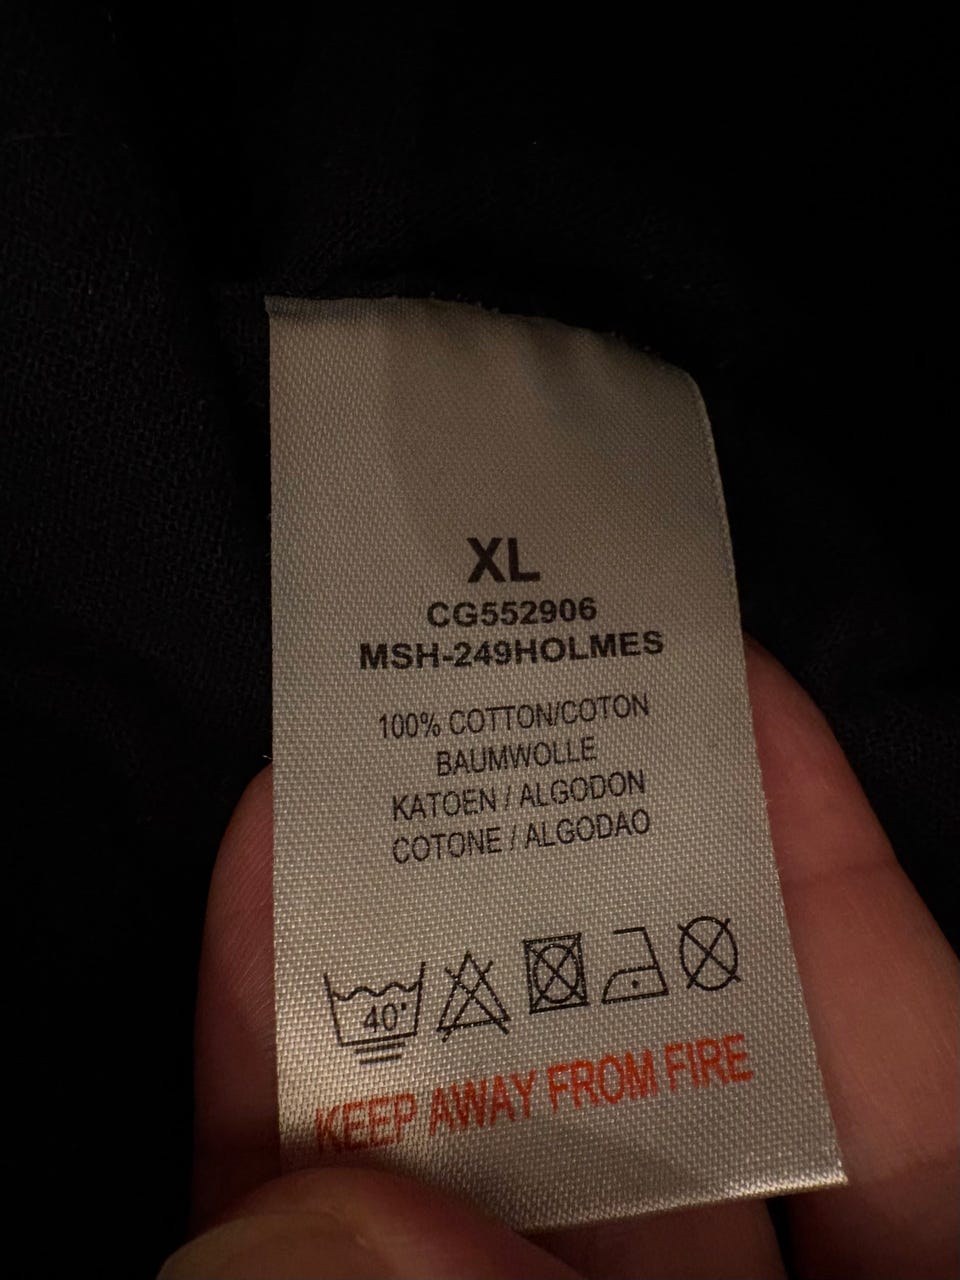 XL
CG552906
MSH-249HOLMES
100% COTTON/COTON
BAUMWOLLE
KATOEN / ALGODON
COTONE / ALGODAO
40°
KEEP AWAY FROM FIRE